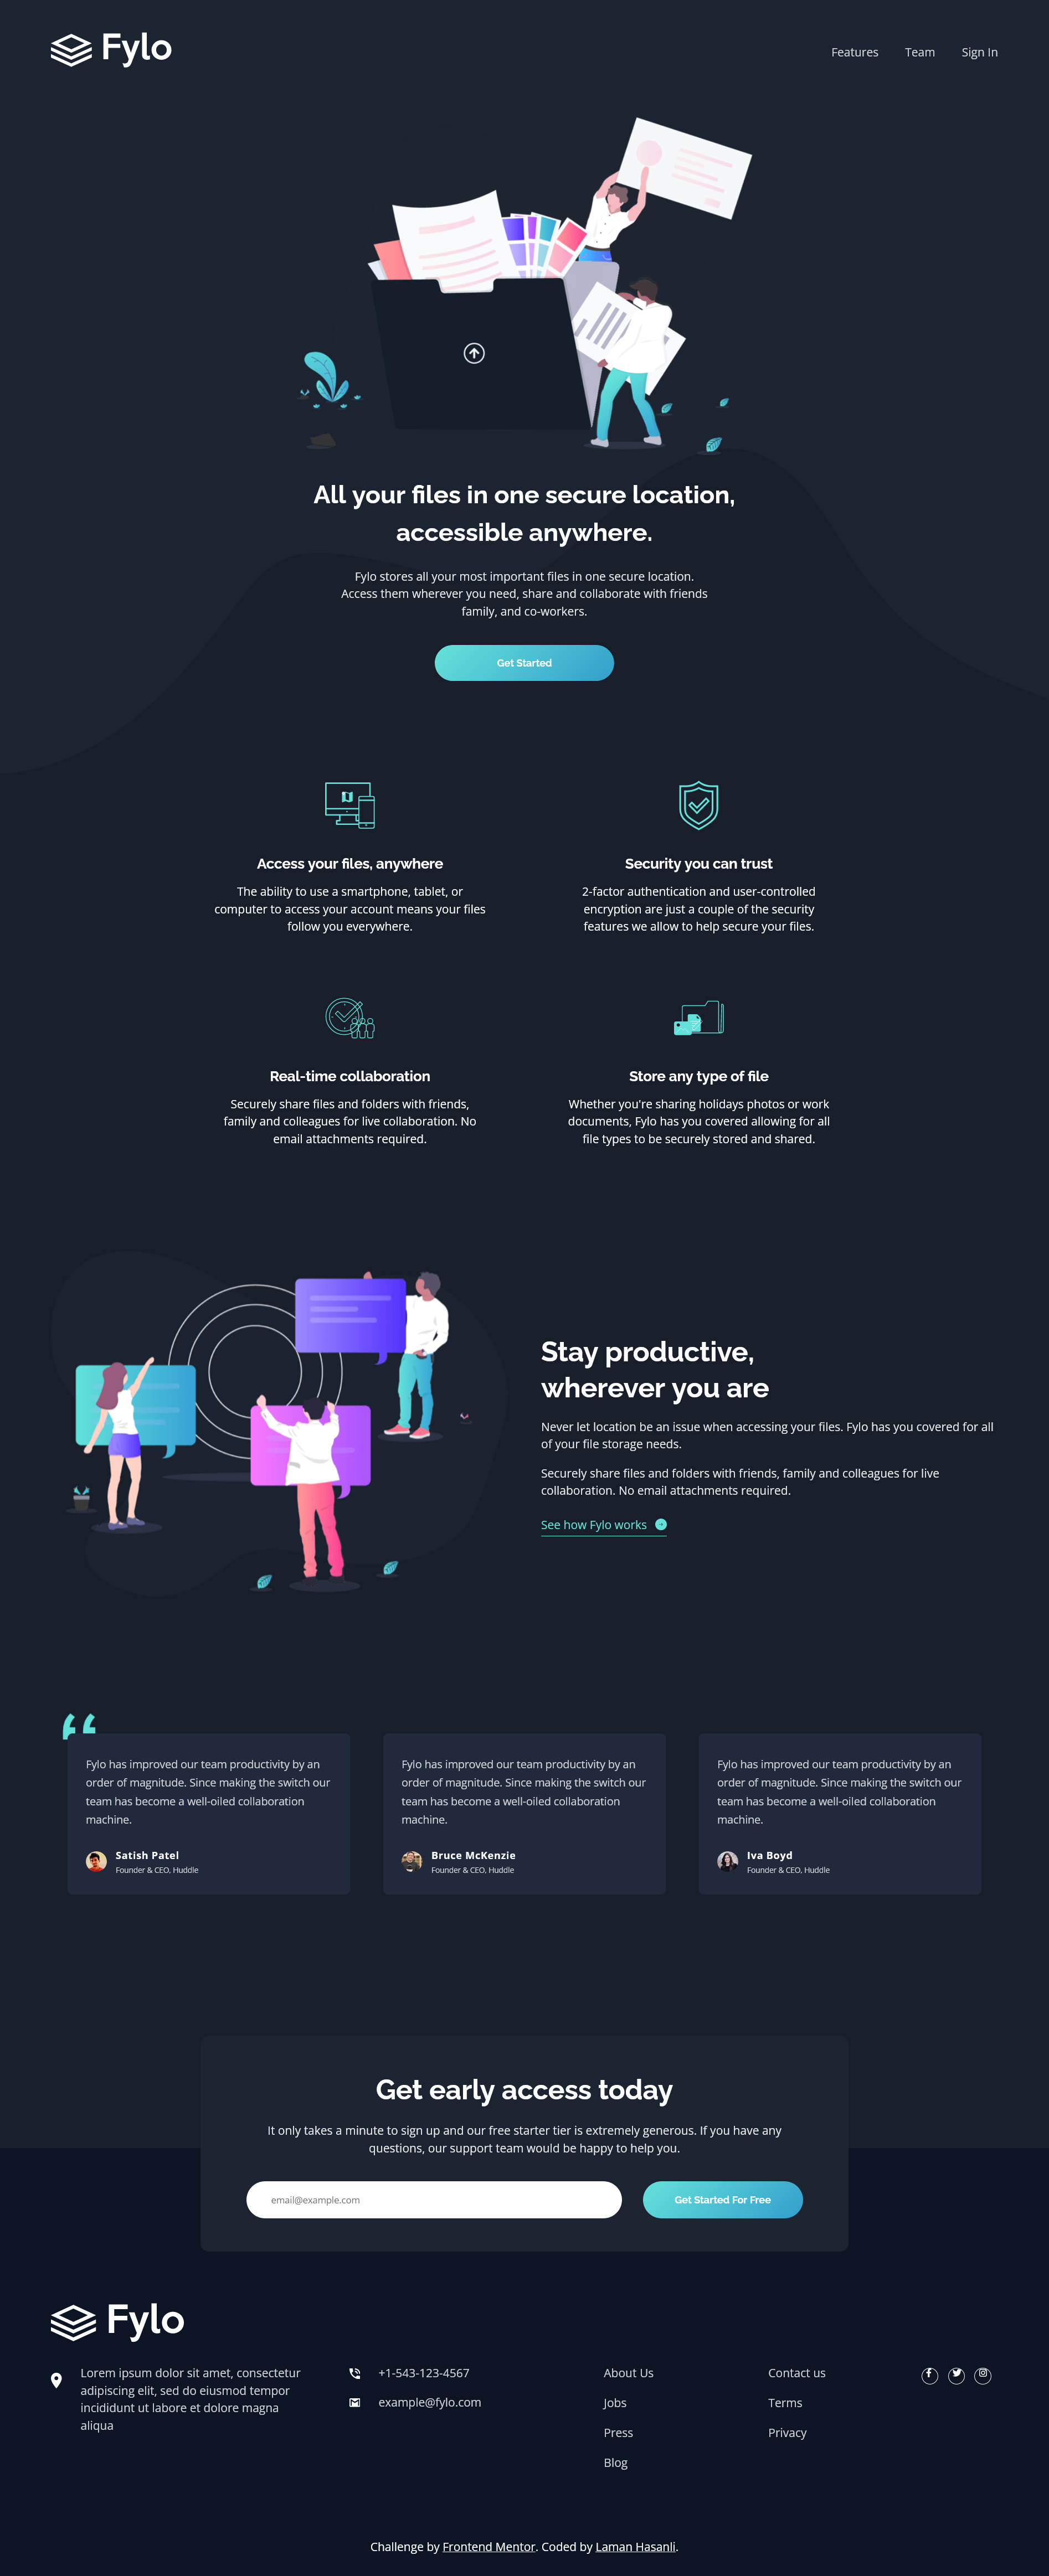 Fylo
Features
Team
Sign In
All your files in one secure location,
accessible anywhere.
Fylo stores all your most important files in one secure location.
Access them wherever you need, share and collaborate with friends
family, and co-workers.
Get Started
Access your files, anywhere
The ability to use a smartphone, tablet, or
computer to access your account means your files
follow you everywhere.
Security you can trust
2-factor authentication and user-controlled
encryption are just a couple of the security
features we allow to help secure your files.
Real-time collaboration
Securely share files and folders with friends,
family and colleagues for live collaboration. No
email attachments required.
Store any type of file
Whether you're sharing holidays photos or work
documents, Fylo has you covered allowing for all
file types to be securely stored and shared.
Stay productive,
wherever you are
Never let location be an issue when accessing your files. Fylo has you covered for all
of your file storage needs.
Securely share files and folders with friends, family and colleagues for live
collaboration. No email attachments required.
See how Fylo works
Fylo has improved our team productivity by an
order of magnitude. Since making the switch our
team has become a well-oiled collaboration
machine.
Satish Patel
Founder & CEO, Huddle
Fylo has improved our team productivity by an
order of magnitude. Since making the switch our
team has become a well-oiled collaboration
machine.
Bruce McKenzie
Founder & CEO, Huddle
Fylo has improved our team productivity by an
order of magnitude. Since making the switch our
team has become a well-oiled collaboration
machine.
Iva Boyd
Founder & CEO, Huddle
Get early access today
It only takes a minute to sign up and our free starter tier is extremely generous. If you have any
questions, our support team would be happy to help you.
email@example.com
Get Started For Free
Fylo
Lorem ipsum dolor sit amet, consectetur
adipiscing elit, sed do eiusmod tempor
incididunt ut labore et dolore magna
aliqua
+1-543-123-4567
example@fylo.com
About Us
Jobs
Press
Blog
Contact us
Terms
Privacy
Challenge by Frontend Mentor. Coded by Laman Hasanli.